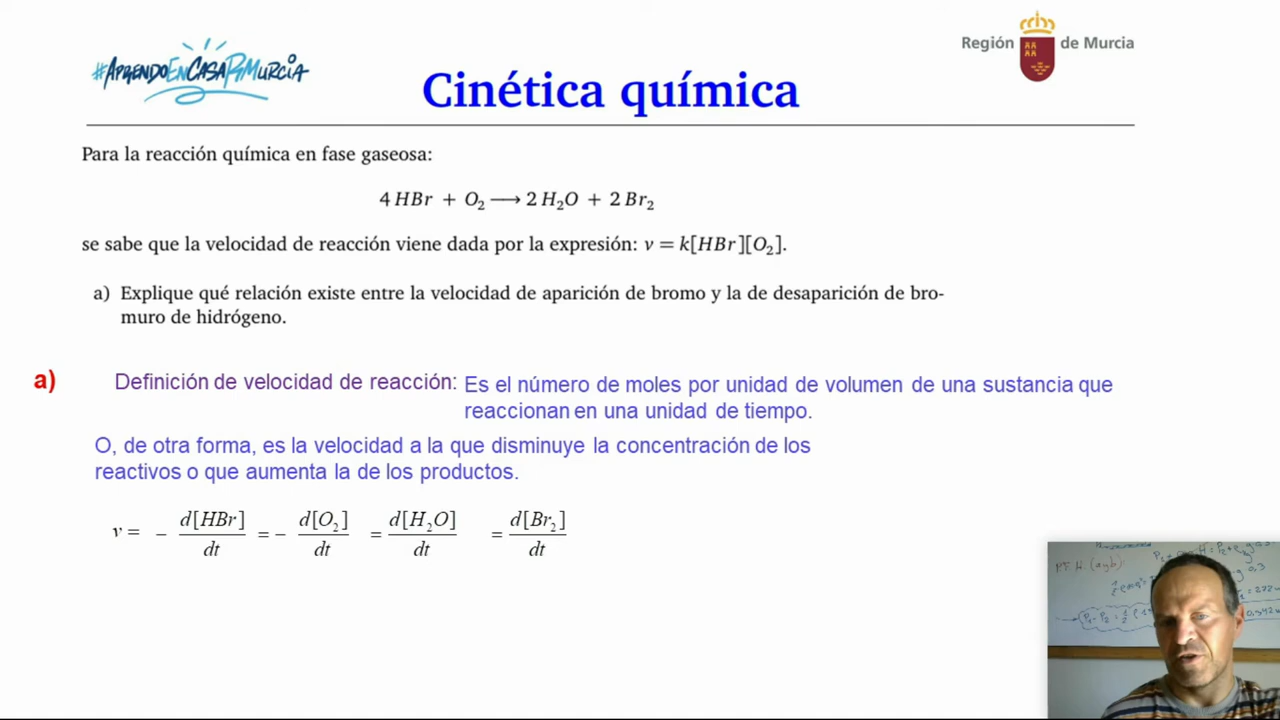 #APRENDOENCASARMURCIA
Región de Murcia
Cinética química
Para la reacción química en fase gaseosa:
4 HBr + O₂ ⟶ 2 H₂O + 2 Br₂
se sabe que la velocidad de reacción viene dada por la expresión: v = k[HBr][O₂].
a) Explique qué relación existe entre la velocidad de aparición de bromo y la de desaparición de bro-
muro de hidrógeno.
a) Definición de velocidad de reacción: Es el número de moles por unidad de volumen de una sustancia que
reaccionan en una unidad de tiempo.
O, de otra forma, es la velocidad a la que disminuye la concentración de los
reactivos o que aumenta la de los productos.
v = − d[HBr]/dt = − d[O₂]/dt = d[H₂O]/dt = d[Br₂]/dt